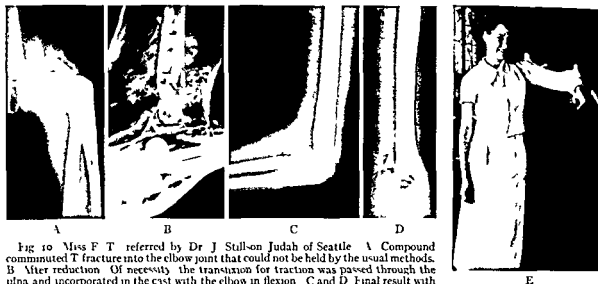 A
B
C
D
E
Fig 10 Miss F T referred by Dr J Stillson Judah of Seattle A Compound
comminuted T fracture into the elbow joint that could not be held by the usual methods.
B After reduction Of necessity the transfixion for traction was passed through the
ulna and incorporated in the cast with the elbow in flexion C and D Final result with